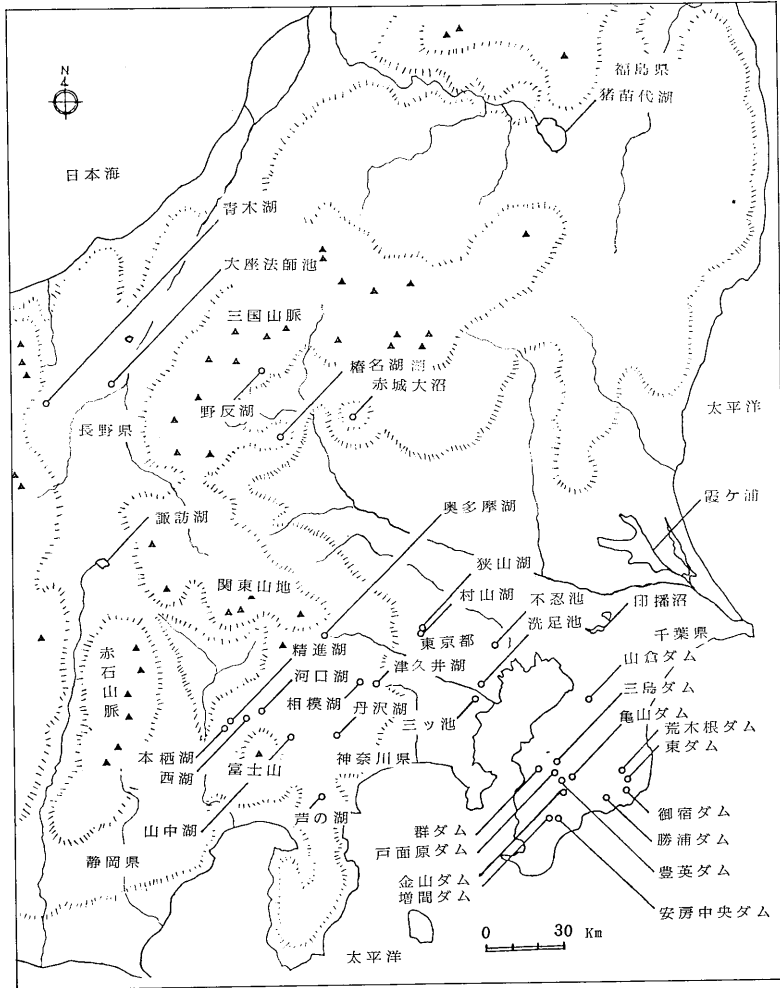 福島県
猪苗代湖
N
日本海
青木湖
大座法師池
三国山脈
榛名湖
赤城大沼
野反湖
長野県
太平洋
霞ケ浦
諏訪湖
奥多摩湖
狭山湖
村山湖
不忍池
印播沼
関東山地
東京都
洗足池
千葉県
精進湖
津久井湖
山倉ダム
赤石山脈
河口湖
三島ダム
相模湖
丹沢湖
三ッ池
亀山ダム
荒木根ダム
東ダム
本栖湖
西湖
富士山
神奈川県
山中湖
芦の湖
御宿ダム
群ダム
勝浦ダム
戸面原ダム
静岡県
豊英ダム
金山ダム
増間ダム
安房中央ダム
太平洋
0 30 Km